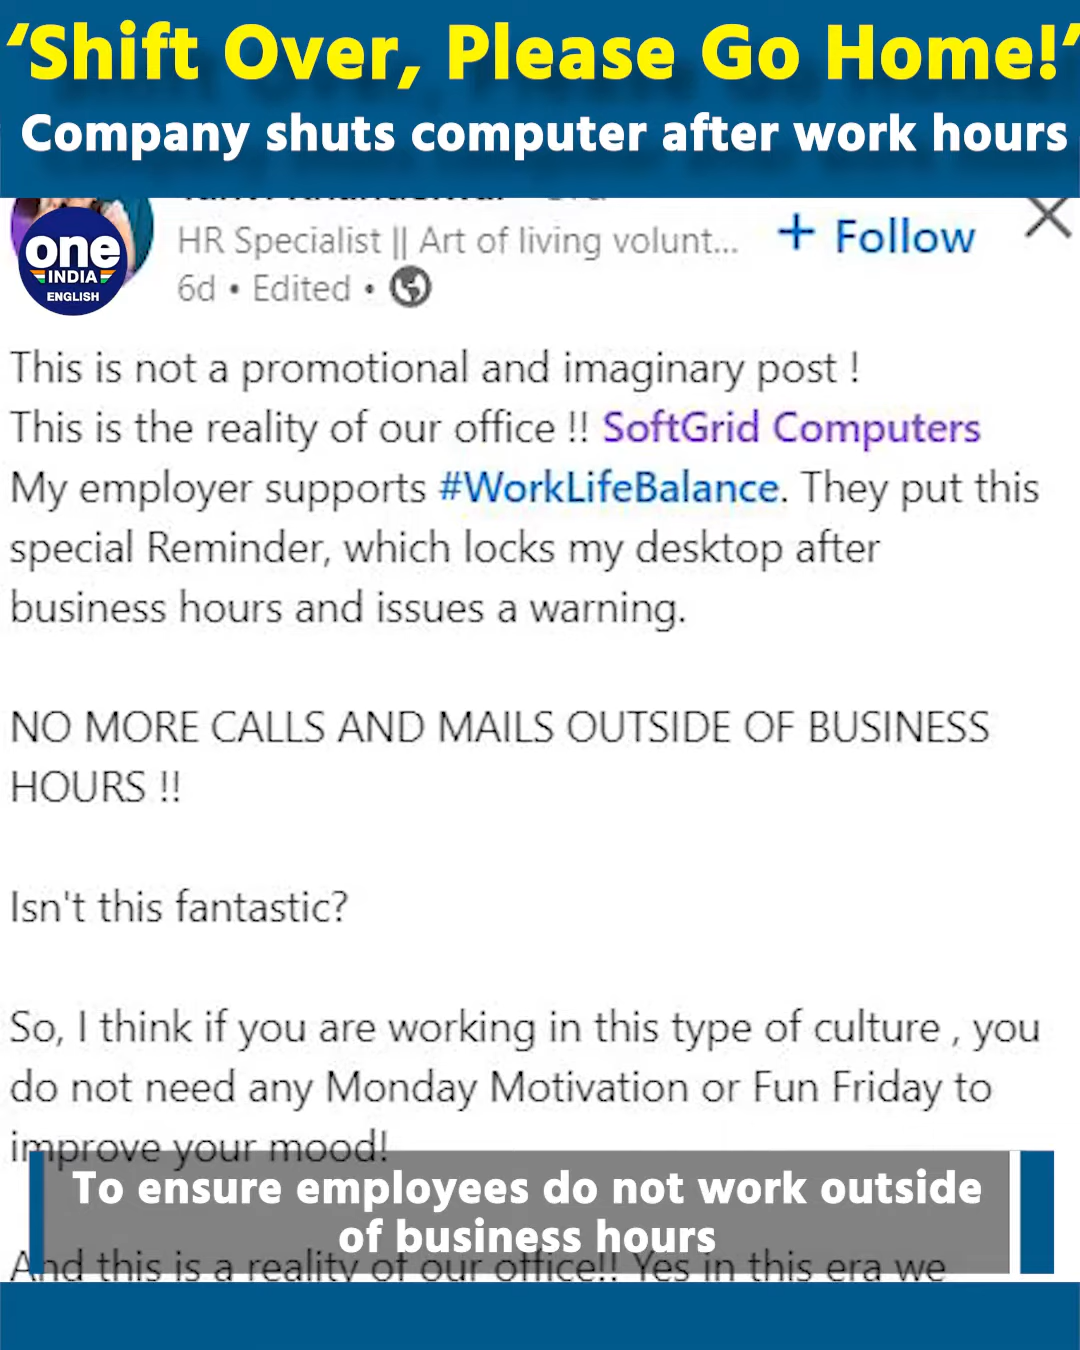 ‘Shift Over, Please Go Home!’
Company shuts computer after work hours
one
INDIA
ENGLISH
HR Specialist || Art of living volunt...
+ Follow
6d • Edited •
This is not a promotional and imaginary post !
This is the reality of our office !! SoftGrid Computers
My employer supports #WorkLifeBalance. They put this
special Reminder, which locks my desktop after
business hours and issues a warning.
NO MORE CALLS AND MAILS OUTSIDE OF BUSINESS
HOURS !!
Isn't this fantastic?
So, I think if you are working in this type of culture , you
do not need any Monday Motivation or Fun Friday to
improve your mood!
To ensure employees do not work outside
of business hours
And this is a reality of our office!! Yes in this era we